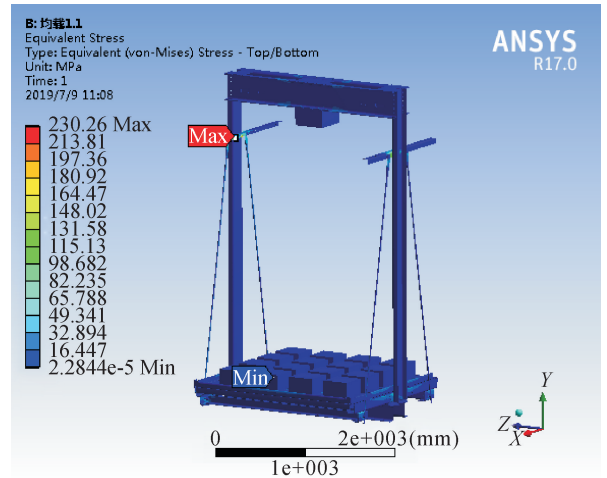 B: 均载1.1
Equivalent Stress
Type: Equivalent (von-Mises) Stress - Top/Bottom
Unit: MPa
Time: 1
2019/7/9 11:08
ANSYS
R17.0
230.26 Max
213.81
197.36
180.92
164.47
148.02
131.58
115.13
98.682
82.235
65.788
49.341
32.894
16.447
2.2844e-5 Min
Max
Min
0
2e+003(mm)
1e+003
Y
Z
X